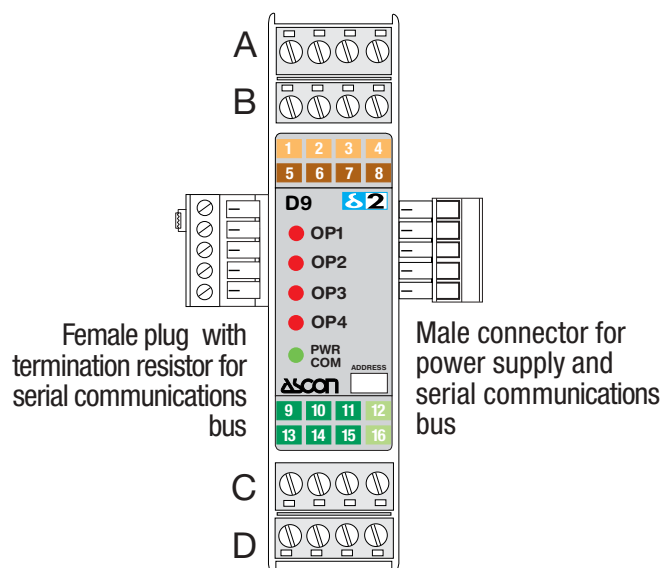 A
B
1 2 3 4
5 6 7 8
D9 δ2
OP1
OP2
OP3
OP4
PWR
COM
ADDRESS
ascon
9 10 11 12
13 14 15 16
Female plug with
termination resistor for
serial communications
bus
Male connector for
power supply and
serial communications
bus
C
D